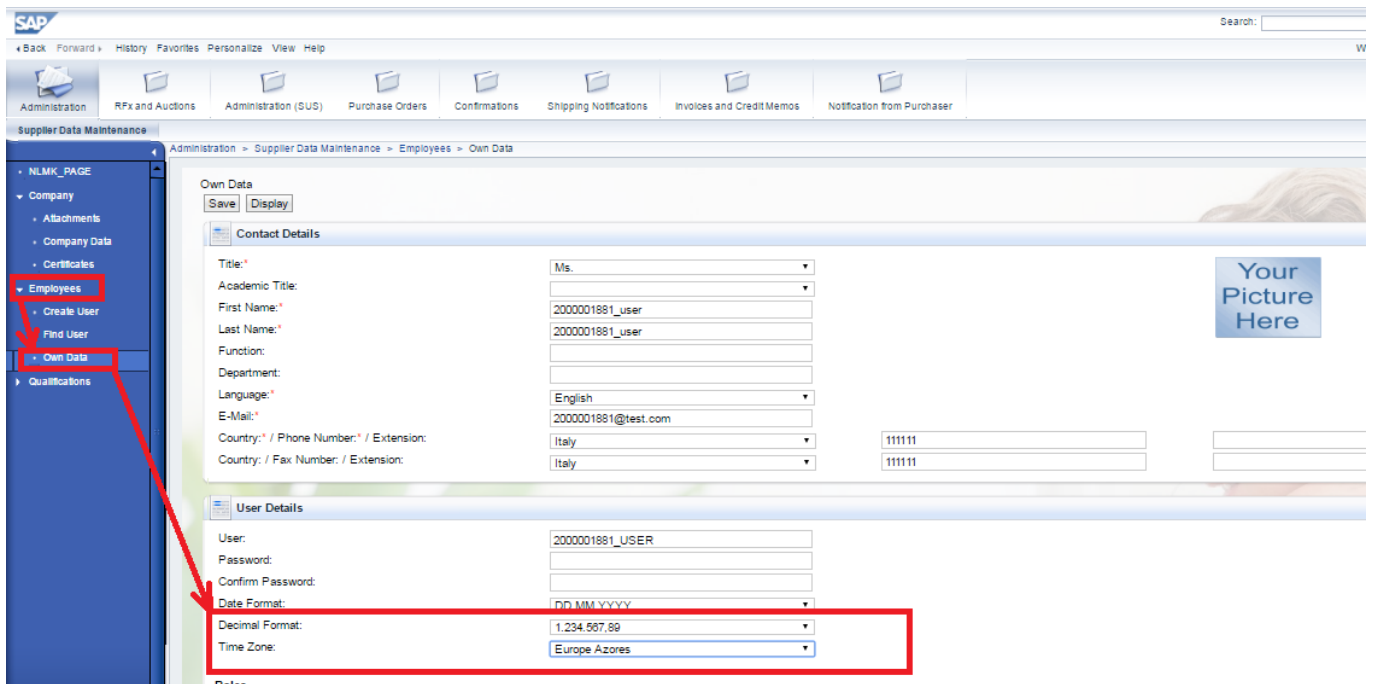 SAP
Search:
Back Forward History Favorites Personalize View Help
Administration RFx and Auctions Administration (SUS) Purchase Orders Confirmations Shipping Notifications Invoices and Credit Memos Notification from Purchaser
Supplier Data Maintenance
Administration > Supplier Data Maintenance > Employees > Own Data
NLMK_PAGE
Company
Attachments
Company Data
Certificates
Employees
Create User
Find User
Own Data
Qualifications
Own Data
Save Display
Contact Details
Title:* Ms.
Academic Title:
First Name:* 2000001881_user
Last Name:* 2000001881_user
Function:
Department:
Language:* English
E-Mail:* 2000001881@test.com
Country:* / Phone Number:* / Extension: Italy 111111
Country: / Fax Number: / Extension: Italy 111111
Your
Picture
Here
User Details
User: 2000001881_USER
Password:
Confirm Password:
Date Format: DD.MM.YYYY
Decimal Format: 1.234.567,89
Time Zone: Europe Azores